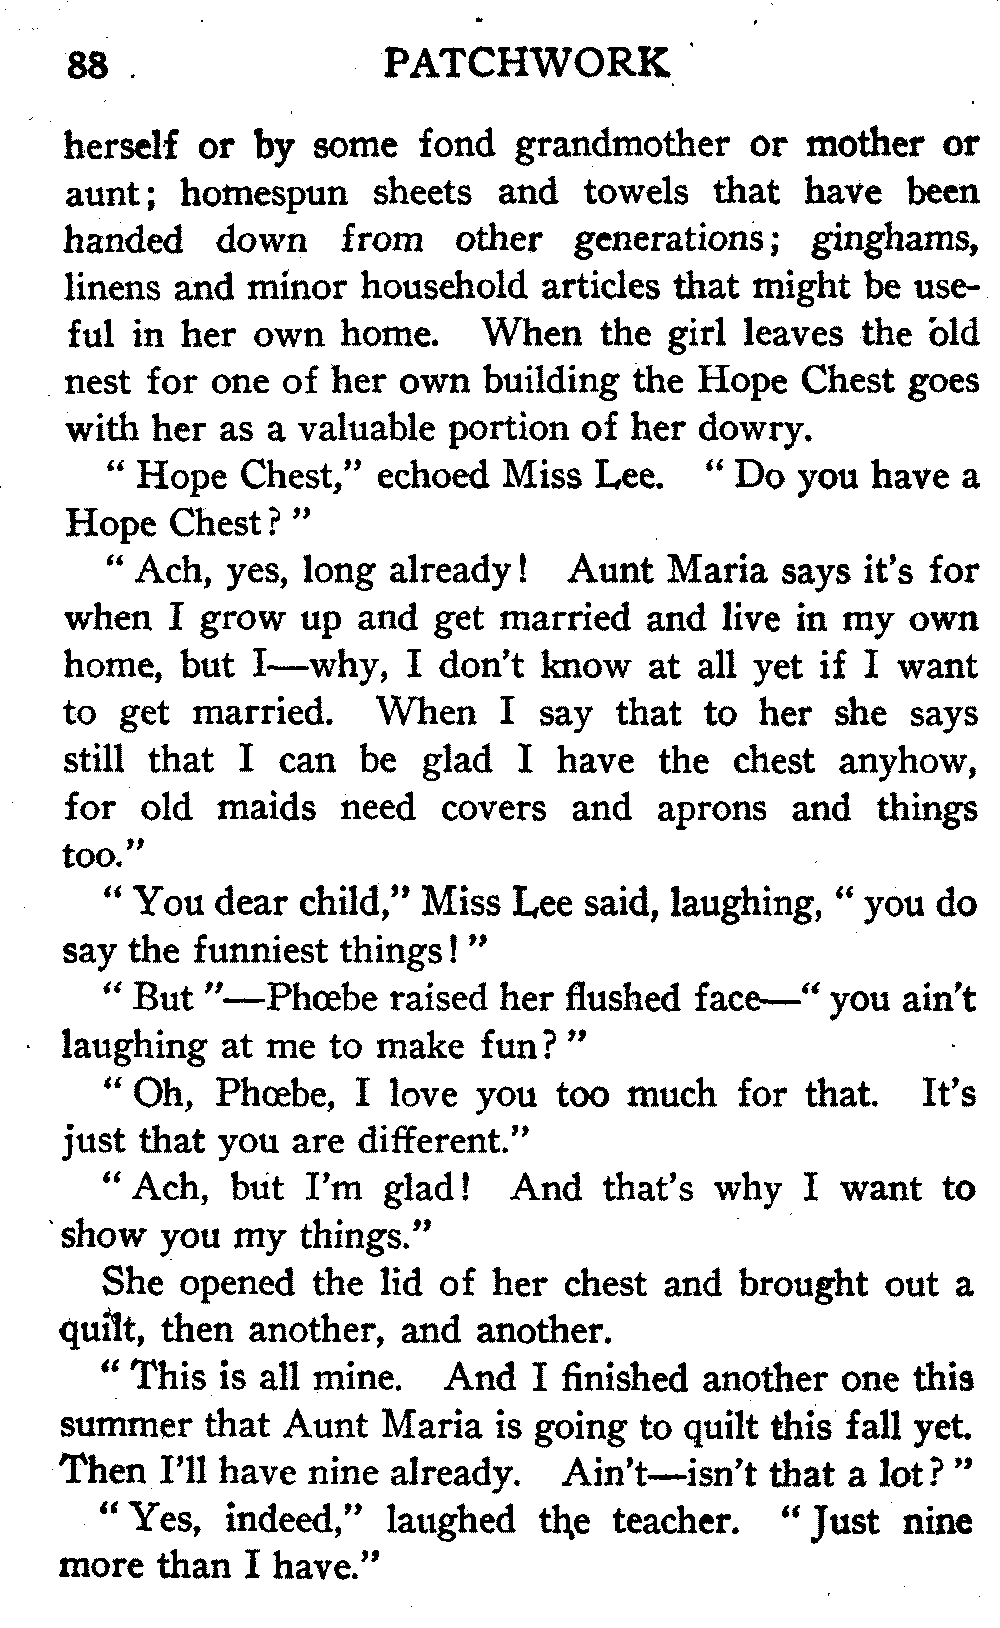 88 PATCHWORK
herself or by some fond grandmother or mother or
aunt; homespun sheets and towels that have been
handed down from other generations; ginghams,
linens and minor household articles that might be use-
ful in her own home. When the girl leaves the old
nest for one of her own building the Hope Chest goes
with her as a valuable portion of her dowry.
“ Hope Chest,” echoed Miss Lee. “ Do you have a
Hope Chest? ”
“ Ach, yes, long already! Aunt Maria says it's for
when I grow up and get married and live in my own
home, but I—why, I don't know at all yet if I want
to get married. When I say that to her she says
still that I can be glad I have the chest anyhow,
for old maids need covers and aprons and things
too.”
“ You dear child,” Miss Lee said, laughing, “ you do
say the funniest things! ”
“ But ”—Phœbe raised her flushed face—“ you ain't
laughing at me to make fun? ”
“ Oh, Phœbe, I love you too much for that. It's
just that you are different.”
“ Ach, but I'm glad! And that's why I want to
show you my things.”
She opened the lid of her chest and brought out a
quilt, then another, and another.
“ This is all mine. And I finished another one this
summer that Aunt Maria is going to quilt this fall yet.
Then I'll have nine already. Ain't—isn't that a lot? ”
“ Yes, indeed,” laughed the teacher. “ Just nine
more than I have.”